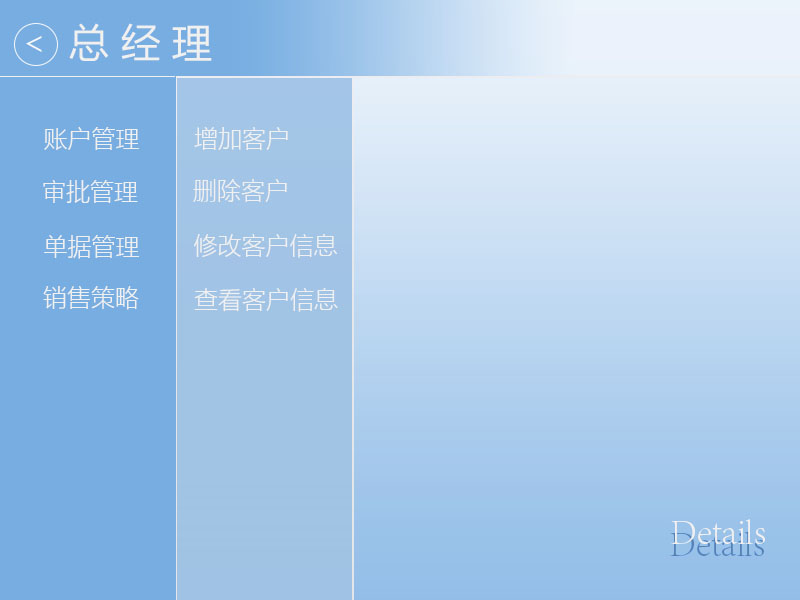 < 总经理
账户管理
审批管理
单据管理
销售策略
增加客户
删除客户
修改客户信息
查看客户信息
Details
Details